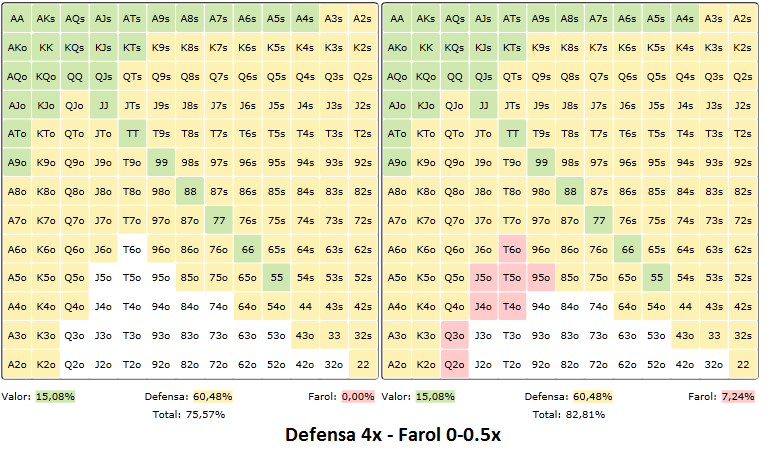 AA AKs AQs AJs ATs A9s A8s A7s A6s A5s A4s A3s A2s AA AKs AQs AJs ATs A9s A8s A7s A6s A5s A4s A3s A2s
AKo KK KQs KJs KTs K9s K8s K7s K6s K5s K4s K3s K2s AKo KK KQs KJs KTs K9s K8s K7s K6s K5s K4s K3s K2s
AQo KQo QQ QJs QTs Q9s Q8s Q7s Q6s Q5s Q4s Q3s Q2s AQo KQo QQ QJs QTs Q9s Q8s Q7s Q6s Q5s Q4s Q3s Q2s
AJo KJo QJo JJ JTs J9s J8s J7s J6s J5s J4s J3s J2s AJo KJo QJo JJ JTs J9s J8s J7s J6s J5s J4s J3s J2s
ATo KTo QTo JTo TT T9s T8s T7s T6s T5s T4s T3s T2s ATo KTo QTo JTo TT T9s T8s T7s T6s T5s T4s T3s T2s
A9o K9o Q9o J9o T9o 99 98s 97s 96s 95s 94s 93s 92s A9o K9o Q9o J9o T9o 99 98s 97s 96s 95s 94s 93s 92s
A8o K8o Q8o J8o T8o 98o 88 87s 86s 85s 84s 83s 82s A8o K8o Q8o J8o T8o 98o 88 87s 86s 85s 84s 83s 82s
A7o K7o Q7o J7o T7o 97o 87o 77 76s 75s 74s 73s 72s A7o K7o Q7o J7o T7o 97o 87o 77 76s 75s 74s 73s 72s
A6o K6o Q6o J6o T6o 96o 86o 76o 66 65s 64s 63s 62s A6o K6o Q6o J6o T6o 96o 86o 76o 66 65s 64s 63s 62s
A5o K5o Q5o J5o T5o 95o 85o 75o 65o 55 54s 53s 52s A5o K5o Q5o J5o T5o 95o 85o 75o 65o 55 54s 53s 52s
A4o K4o Q4o J4o T4o 94o 84o 74o 64o 54o 44 43s 42s A4o K4o Q4o J4o T4o 94o 84o 74o 64o 54o 44 43s 42s
A3o K3o Q3o J3o T3o 93o 83o 73o 63o 53o 43o 33 32s A3o K3o Q3o J3o T3o 93o 83o 73o 63o 53o 43o 33 32s
A2o K2o Q2o J2o T2o 92o 82o 72o 62o 52o 42o 32o 22 A2o K2o Q2o J2o T2o 92o 82o 72o 62o 52o 42o 32o 22
Valor: 15,08% Defensa: 60,48% Farol: 0,00% Valor: 15,08% Defensa: 60,48% Farol: 7,24%
Total: 75,57% Total: 82,81%
Defensa 4x - Farol 0-0.5x